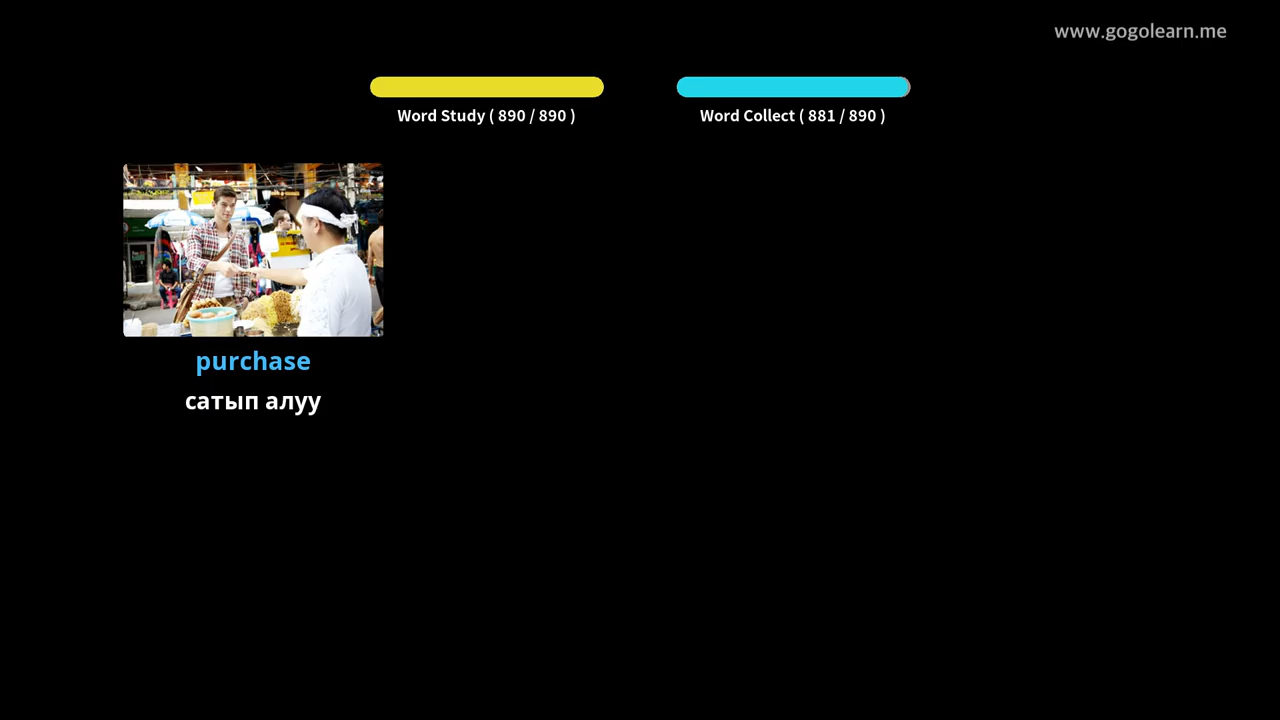 www.gogolearn.me
Word Study ( 890 / 890 )
Word Collect ( 881 / 890 )
purchase
сатып алуу